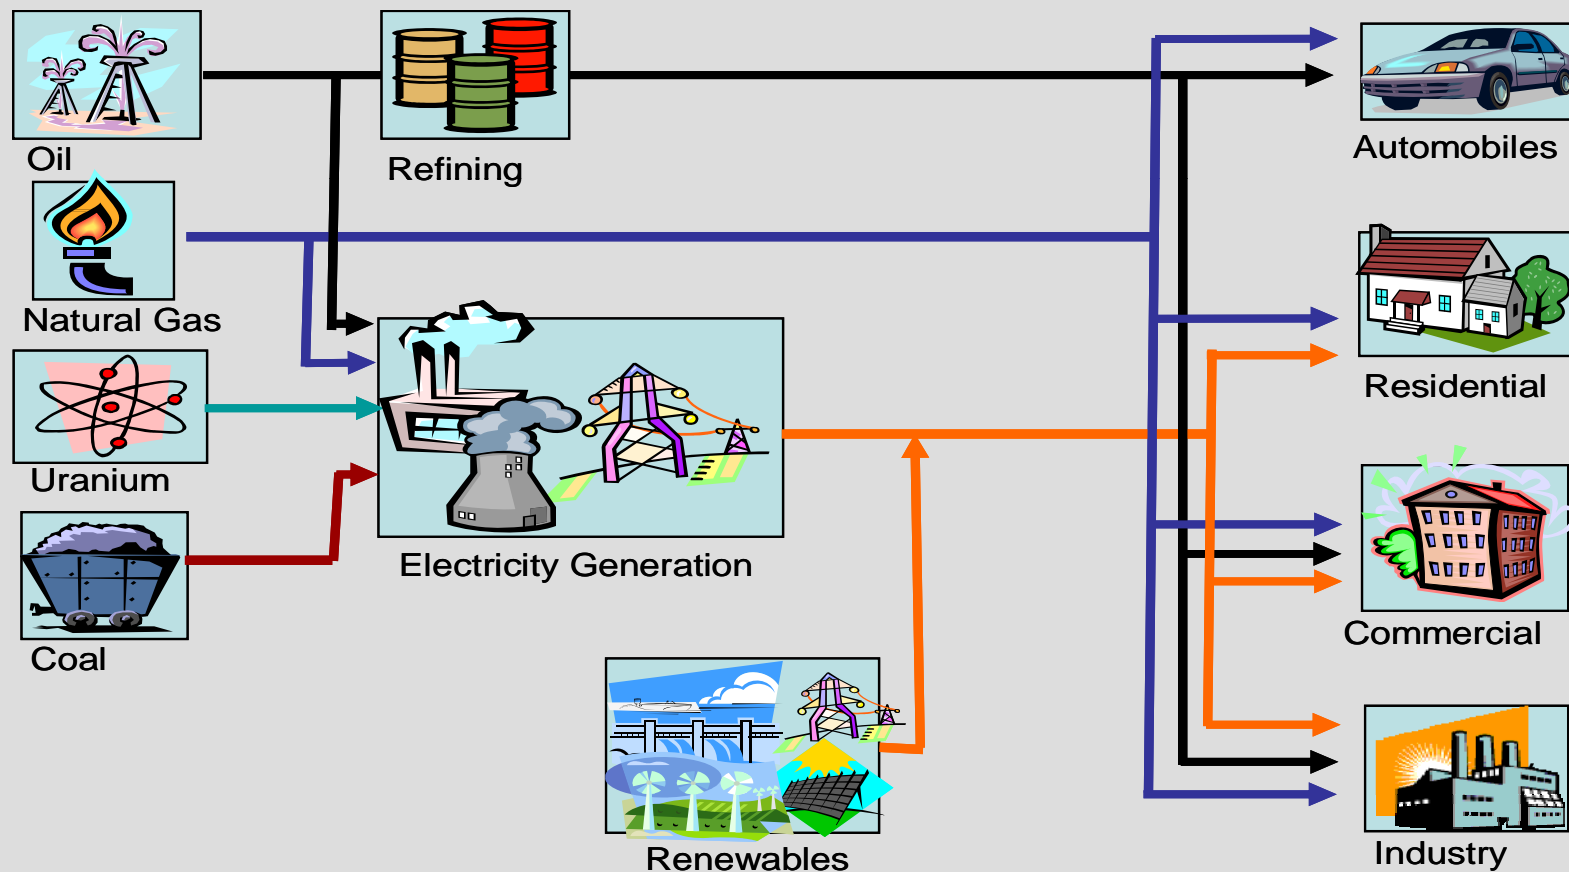 Oil
Refining
Automobiles
Natural Gas
Residential
Uranium
Electricity Generation
Commercial
Coal
Renewables
Industry